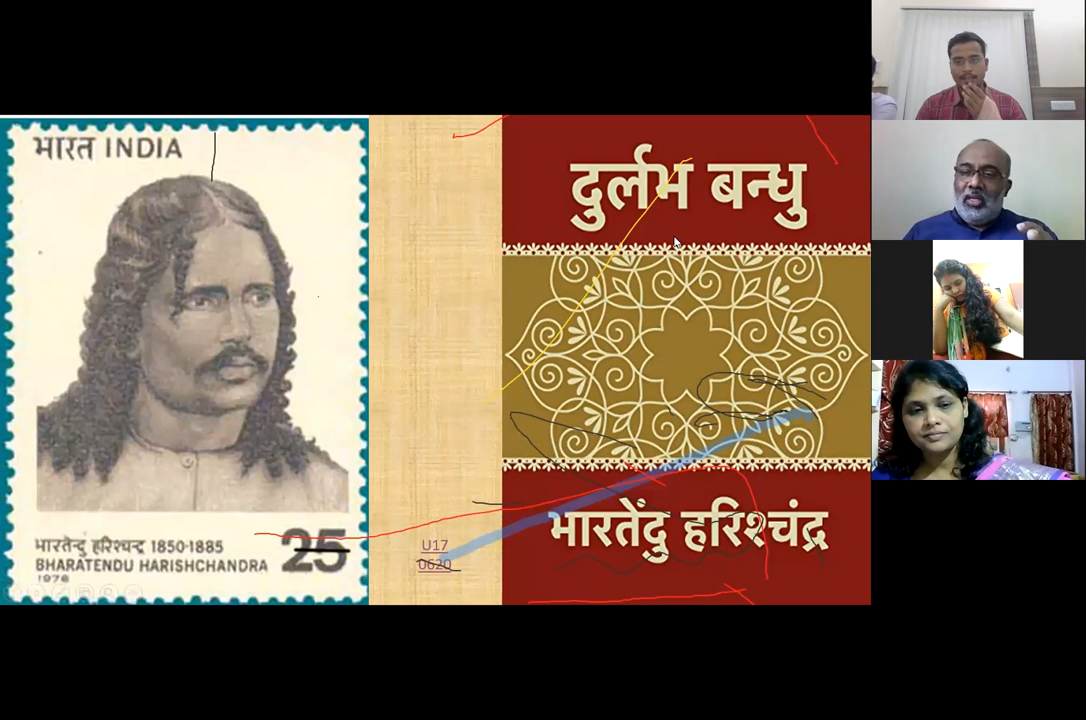 भारत INDIA
भारतेन्दु हरिश्चन्द्र 1850-1885
BHARATENDU HARISHCHANDRA
1976
25
U17
0620
दुर्लभ बन्धु
भारतेंदु हरिश्चंद्र